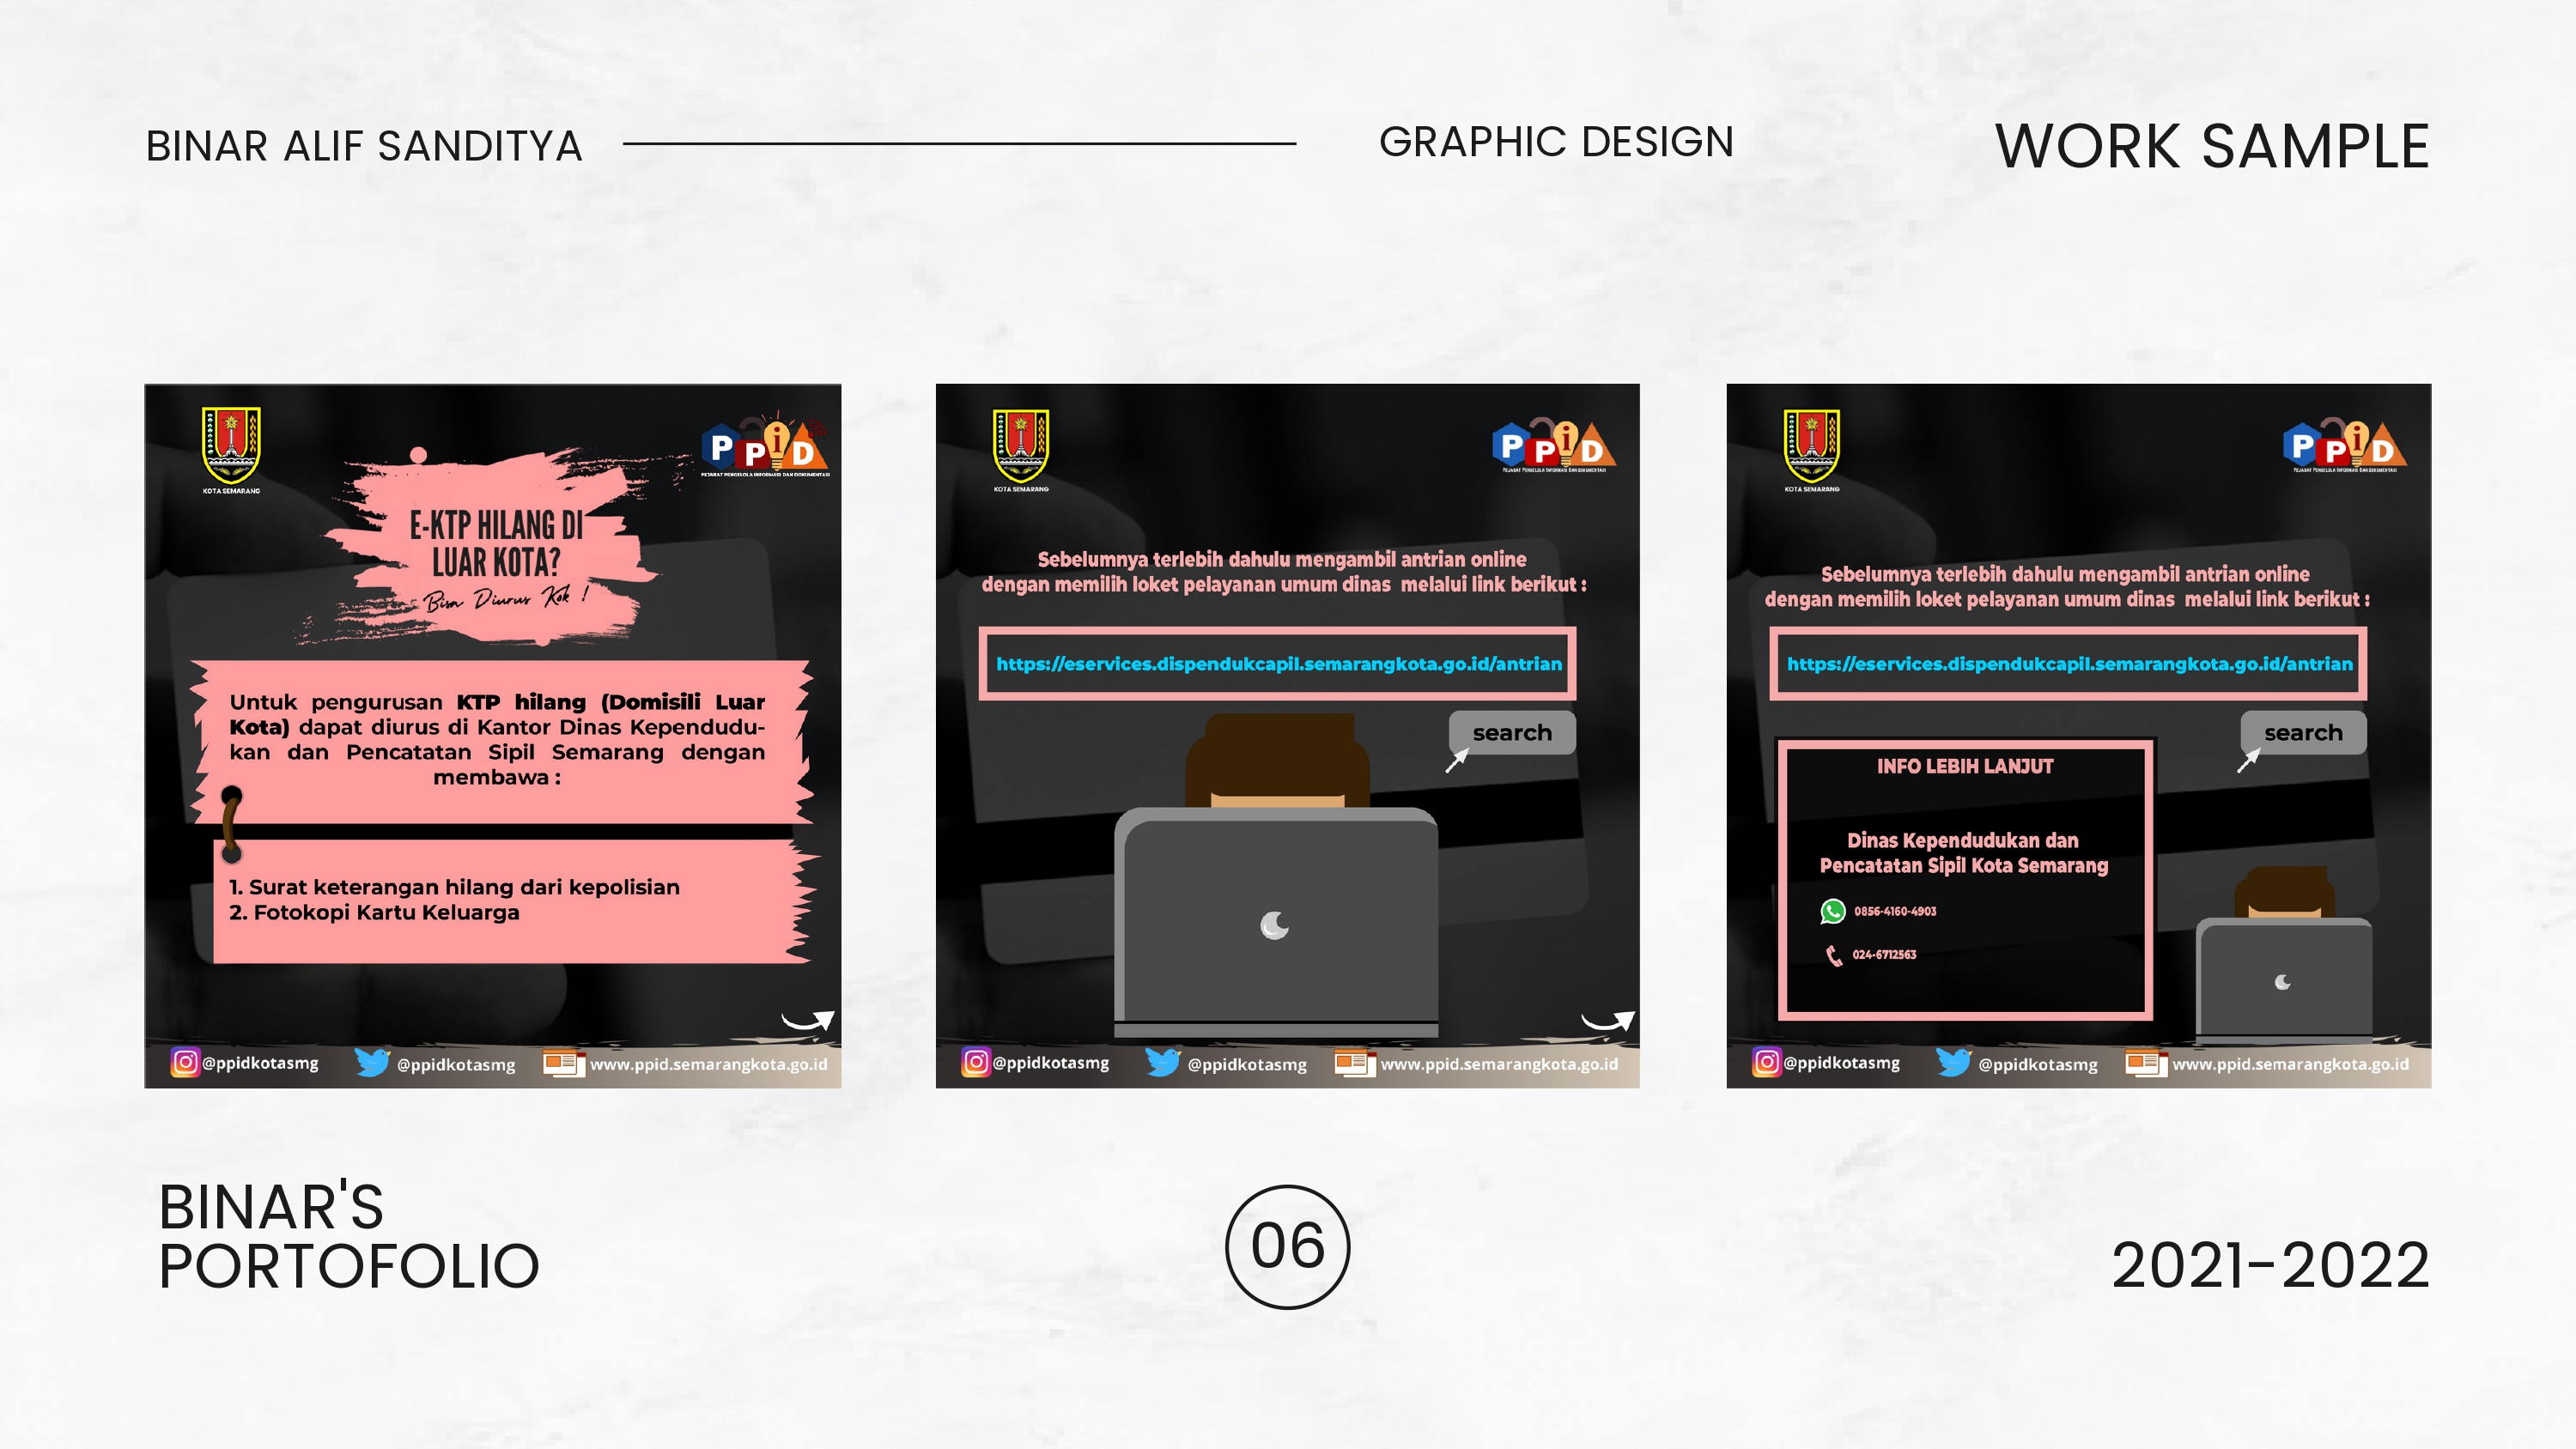 BINAR ALIF SANDITYA
GRAPHIC DESIGN
WORK SAMPLE
KOTA SEMARANG
PPiD
PEJABAT PENGELOLA INFORMASI DAN DOKUMENTASI
E-KTP HILANG DI
LUAR KOTA?
Bisa Diurus Kok !
Untuk pengurusan KTP hilang (Domisili Luar
Kota) dapat diurus di Kantor Dinas Kependudu-
kan dan Pencatatan Sipil Semarang dengan
membawa :
1. Surat keterangan hilang dari kepolisian
2. Fotokopi Kartu Keluarga
@ppidkotasmg
@ppidkotasmg
www.ppid.semarangkota.go.id
KOTA SEMARANG
PPiD
PEJABAT PENGELOLA INFORMASI DAN DOKUMENTASI
Sebelumnya terlebih dahulu mengambil antrian online
dengan memilih loket pelayanan umum dinas  melalui link berikut :
https://eservices.dispendukcapil.semarangkota.go.id/antrian
search
@ppidkotasmg
@ppidkotasmg
www.ppid.semarangkota.go.id
KOTA SEMARANG
PPiD
PEJABAT PENGELOLA INFORMASI DAN DOKUMENTASI
Sebelumnya terlebih dahulu mengambil antrian online
dengan memilih loket pelayanan umum dinas  melalui link berikut :
https://eservices.dispendukcapil.semarangkota.go.id/antrian
search
INFO LEBIH LANJUT
Dinas Kependudukan dan
Pencatatan Sipil Kota Semarang
0856-4160-4903
024-6712563
@ppidkotasmg
@ppidkotasmg
www.ppid.semarangkota.go.id
BINAR'S
PORTOFOLIO
06
2021-2022